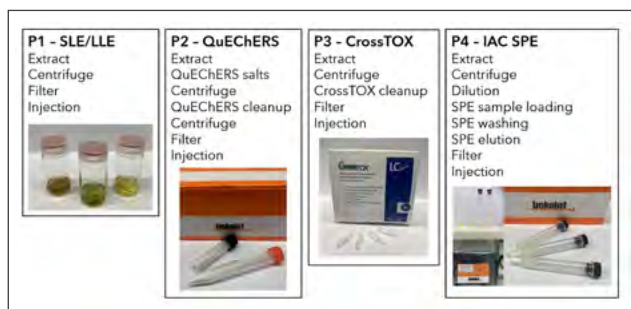 P1 - SLE/LLE
Extract
Centrifuge
Filter
Injection
P2 - QuEChERS
Extract
QuEChERS salts
Centrifuge
QuEChERS cleanup
Centrifuge
Filter
Injection
P3 - CrossTOX
Extract
Centrifuge
CrossTOX cleanup
Filter
Injection
LC
P4 - IAC SPE
Extract
Centrifuge
Dilution
SPE sample loading
SPE washing
SPE elution
Filter
Injection